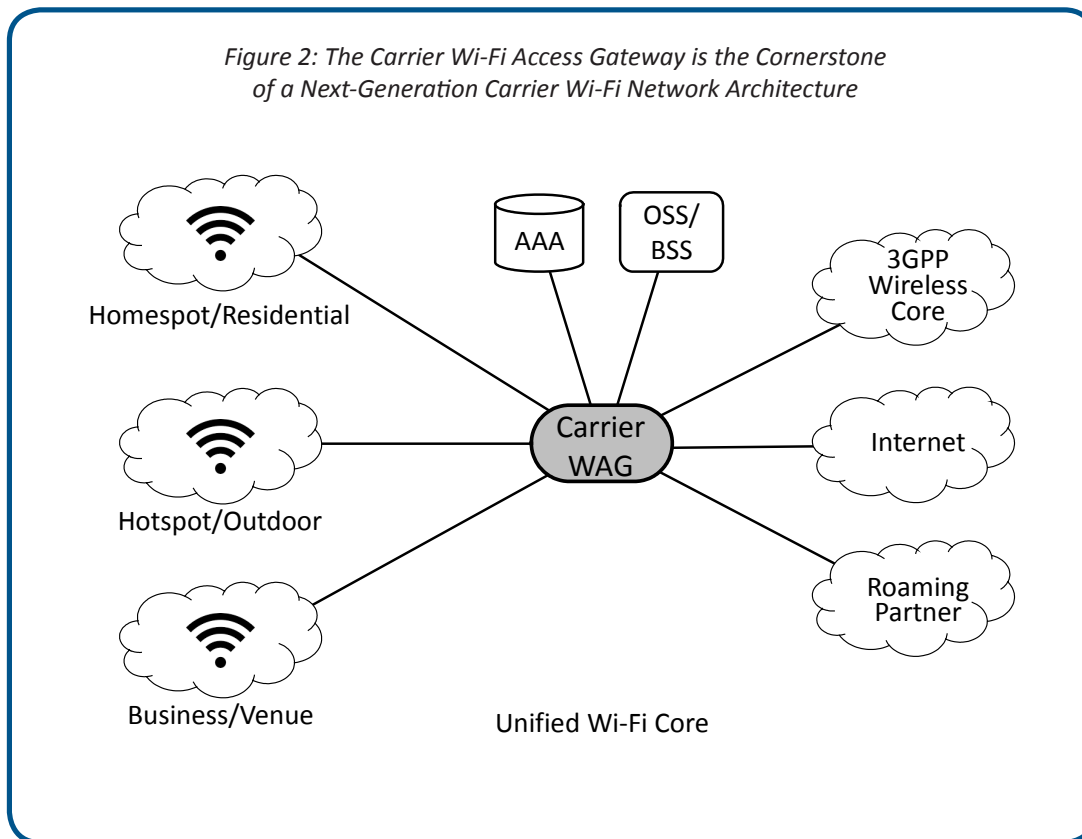 Figure 2: The Carrier Wi-Fi Access Gateway is the Cornerstone
of a Next-Generation Carrier Wi-Fi Network Architecture
AAA
OSS/
BSS
3GPP
Wireless
Core
Homespot/Residential
Carrier
WAG
Internet
Hotspot/Outdoor
Roaming
Partner
Business/Venue
Unified Wi-Fi Core